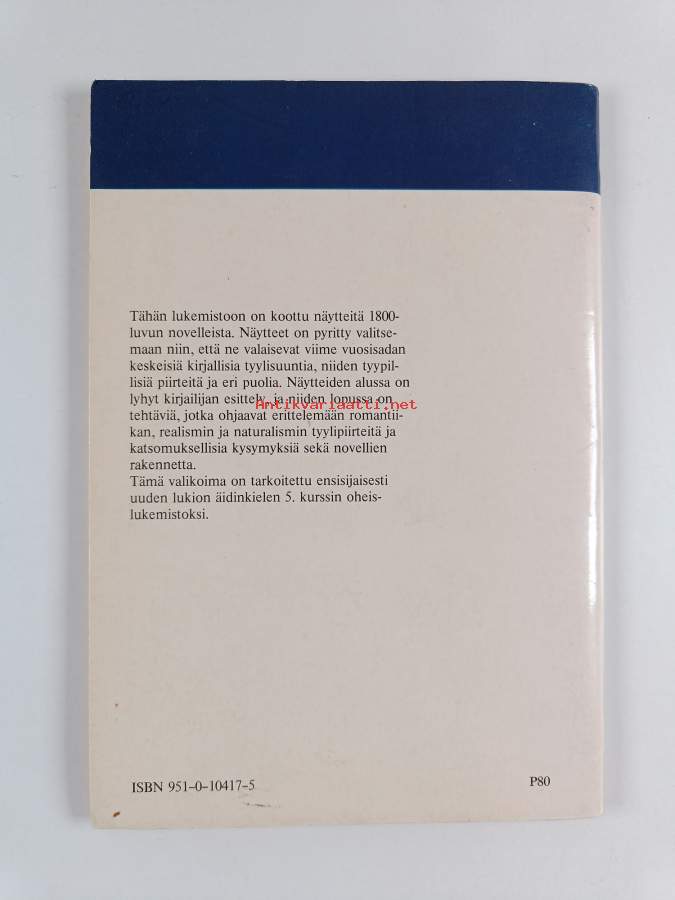 Tähän lukemistoon on koottu näytteitä 1800-
luvun novelleista. Näytteet on pyritty valitse-
maan niin, että ne valaisevat viime vuosisadan
keskeisiä kirjallisia tyylisuuntia, niiden tyypil-
lisiä piirteitä ja eri puolia. Näytteiden alussa on
lyhyt kirjailijan esittely, ja niiden lopussa on
Antikvariaatti.net
tehtäviä, jotka ohjaavat erittelemään romantii-
kan, realismin ja naturalismin tyylipiirteitä ja
katsomuksellisia kysymyksiä sekä novellien
rakennetta.
Tämä valikoima on tarkoitettu ensisijaisesti
uuden lukion äidinkielen 5. kurssin oheis-
lukemistoksi.
ISBN 951-0-10417-5
P80